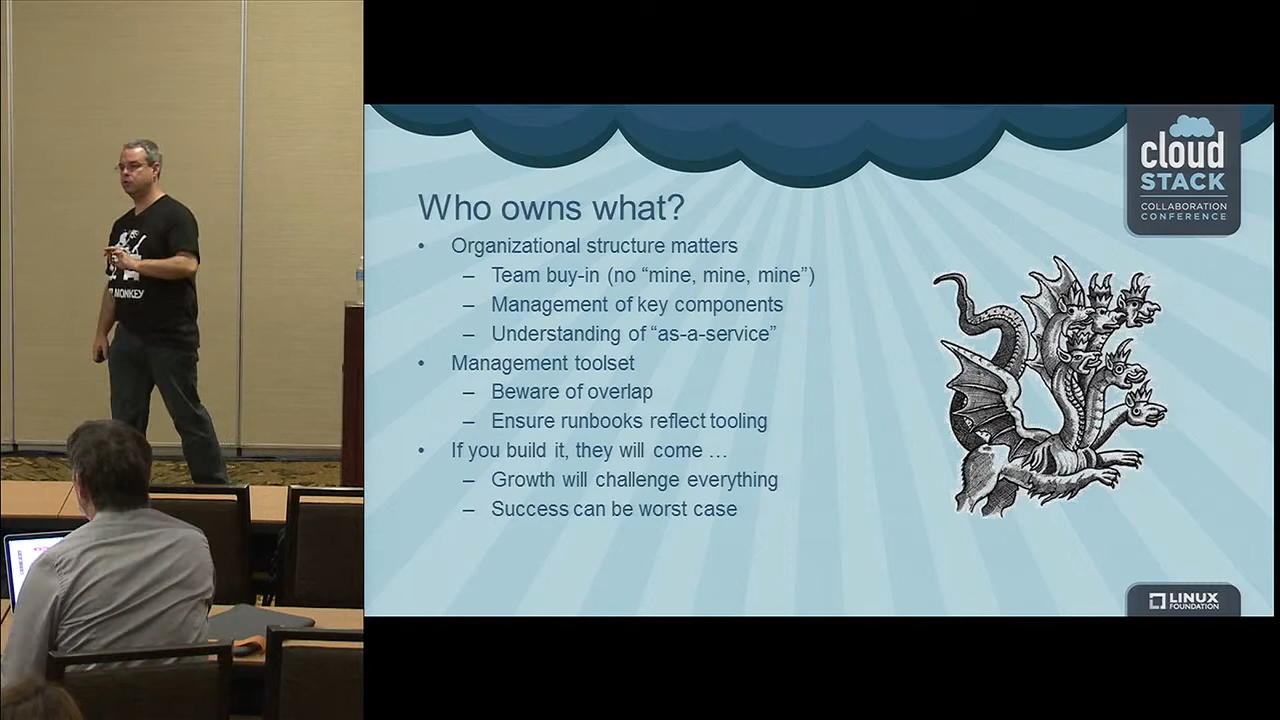 MONKEY
cloud
STACK
COLLABORATION
CONFERENCE
Who owns what?
• Organizational structure matters
– Team buy-in (no “mine, mine, mine”)
– Management of key components
– Understanding of “as-a-service”
• Management toolset
– Beware of overlap
– Ensure runbooks reflect tooling
• If you build it, they will come …
– Growth will challenge everything
– Success can be worst case
LINUX
FOUNDATION